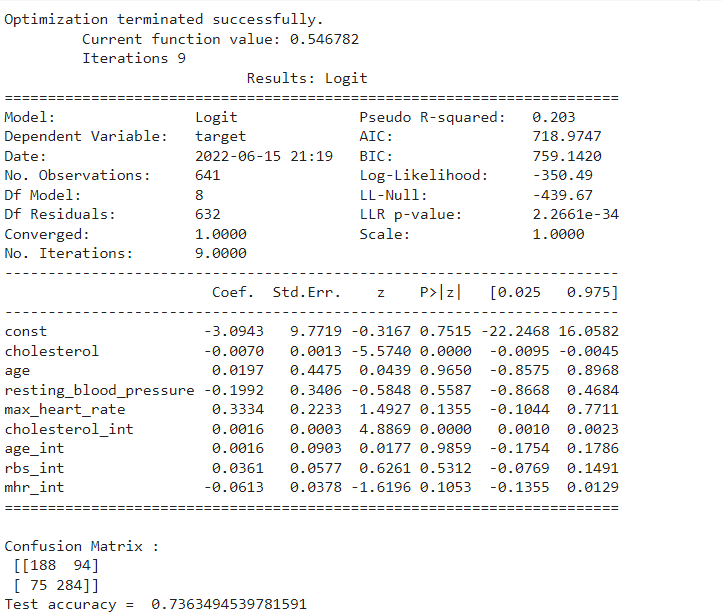 Optimization terminated successfully.
         Current function value: 0.546782
         Iterations 9
                           Results: Logit
=======================================================================
Model:                Logit              Pseudo R-squared:   0.203
Dependent Variable:   target             AIC:                718.9747
Date:                 2022-06-15 21:19   BIC:                759.1420
No. Observations:     641                Log-Likelihood:     -350.49
Df Model:             8                  LL-Null:            -439.67
Df Residuals:         632                LLR p-value:        2.2661e-34
Converged:            1.0000             Scale:              1.0000
No. Iterations:       9.0000
-----------------------------------------------------------------------
                        Coef.  Std.Err.    z    P>|z|   [0.025   0.975]
-----------------------------------------------------------------------
const                  -3.0943   9.7719 -0.3167 0.7515 -22.2468 16.0582
cholesterol            -0.0070   0.0013 -5.5740 0.0000  -0.0095 -0.0045
age                     0.0197   0.4475  0.0439 0.9650  -0.8575  0.8968
resting_blood_pressure -0.1992   0.3406 -0.5848 0.5587  -0.8668  0.4684
max_heart_rate          0.3334   0.2233  1.4927 0.1355  -0.1044  0.7711
cholesterol_int         0.0016   0.0003  4.8869 0.0000   0.0010  0.0023
age_int                 0.0016   0.0903  0.0177 0.9859  -0.1754  0.1786
rbs_int                 0.0361   0.0577  0.6261 0.5312  -0.0769  0.1491
mhr_int                -0.0613   0.0378 -1.6196 0.1053  -0.1355  0.0129
=======================================================================
Confusion Matrix :
 [[188  94]
 [ 75 284]]
Test accuracy =  0.7363494539781591